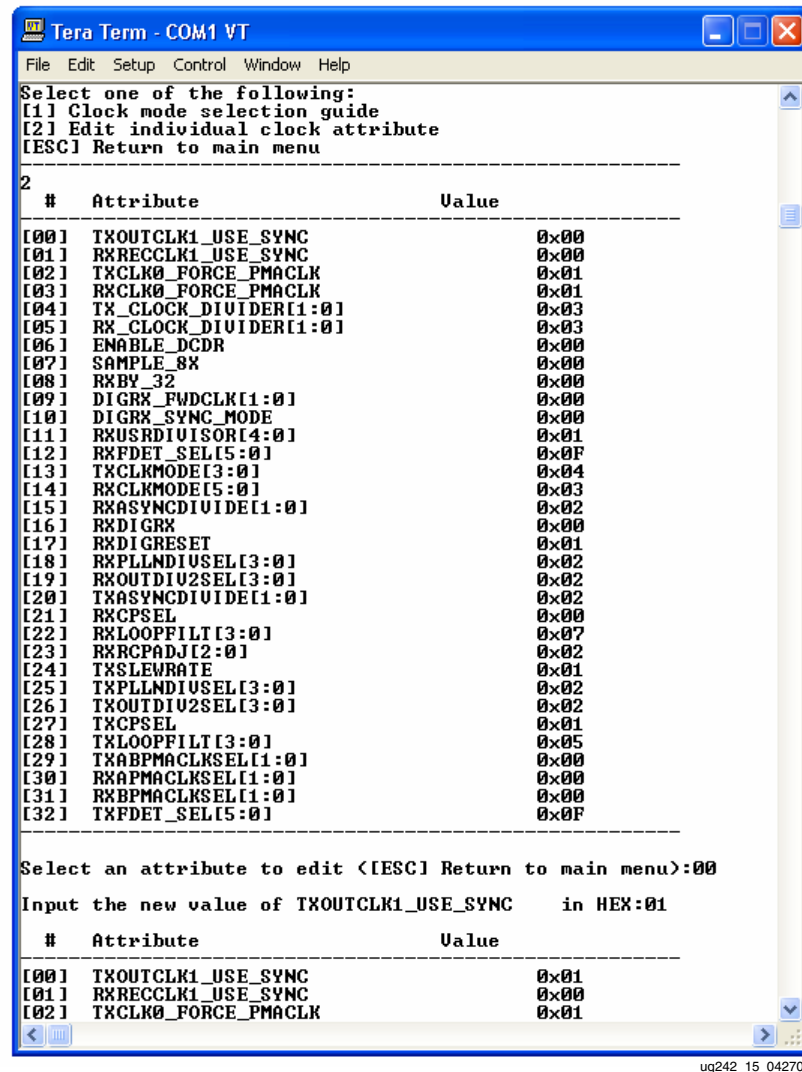 Tera Term - COM1 VT
File Edit Setup Control Window Help
Select one of the following:
[1] Clock mode selection guide
[2] Edit individual clock attribute
[ESC] Return to main menu
------------------------------------------------------------
2
# Attribute Value
------------------------------------------------------------
[00] TXOUTCLK1_USE_SYNC 0x00
[01] RXRECCLK1_USE_SYNC 0x00
[02] TXCLK0_FORCE_PMACLK 0x01
[03] RXCLK0_FORCE_PMACLK 0x01
[04] TX_CLOCK_DIVIDER[1:0] 0x03
[05] RX_CLOCK_DIVIDER[1:0] 0x03
[06] ENABLE_DCDR 0x00
[07] SAMPLE_8X 0x00
[08] RXBY_32 0x00
[09] DIGRX_FWDCLK[1:0] 0x00
[10] DIGRX_SYNC_MODE 0x00
[11] RXUSRDIVISOR[4:0] 0x01
[12] RXFDET_SEL[5:0] 0x0F
[13] TXCLKMODE[3:0] 0x04
[14] RXCLKMODE[5:0] 0x03
[15] RXASYNCDIVIDE[1:0] 0x02
[16] RXDIGRX 0x00
[17] RXDIGRESET 0x01
[18] RXPLLNDIVSEL[3:0] 0x02
[19] RXOUTDIV2SEL[3:0] 0x02
[20] TXASYNCDIVIDE[1:0] 0x02
[21] RXCPSEL 0x00
[22] RXLOOPFILT[3:0] 0x07
[23] RXRCPADJ[2:0] 0x02
[24] TXSLEWRATE 0x01
[25] TXPLLNDIVSEL[3:0] 0x02
[26] TXOUTDIV2SEL[3:0] 0x02
[27] TXCPSEL 0x01
[28] TXLOOPFILT[3:0] 0x05
[29] TXABPMACLKSEL[1:0] 0x00
[30] RXAPMACLKSEL[1:0] 0x00
[31] RXBPMACLKSEL[1:0] 0x00
[32] TXFDET_SEL[5:0] 0x0F
------------------------------------------------------------
Select an attribute to edit ([ESC] Return to main menu):00
Input the new value of TXOUTCLK1_USE_SYNC in HEX:01
# Attribute Value
------------------------------------------------------------
[00] TXOUTCLK1_USE_SYNC 0x01
[01] RXRECCLK1_USE_SYNC 0x00
[02] TXCLK0_FORCE_PMACLK 0x01
ug242_15_04270